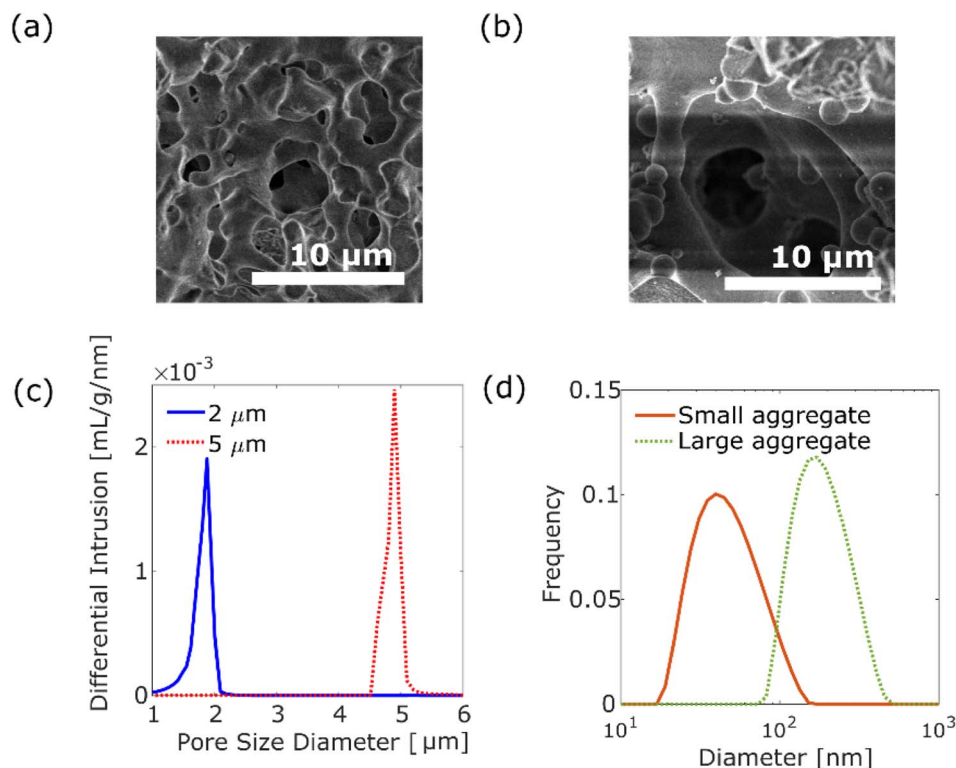 (a)
(b)
10 µm
10 µm
(c)
(d)
×10⁻³
2 µm
5 µm
Differential Intrusion [mL/g/nm]
2
1
0
1 2 3 4 5 6
Pore Size Diameter [µm]
Small aggregate
Large aggregate
Frequency
0.15
0.1
0.05
0
10¹ 10² 10³
Diameter [nm]